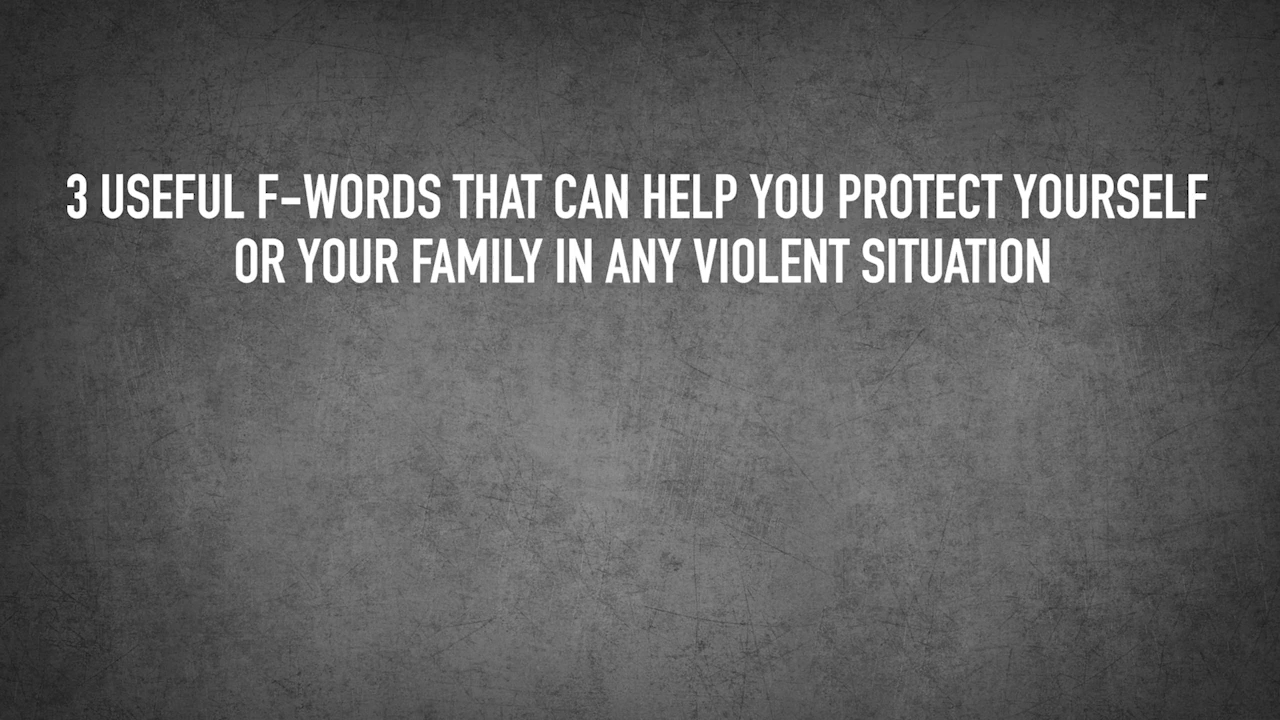 3 USEFUL F-WORDS THAT CAN HELP YOU PROTECT YOURSELF
OR YOUR FAMILY IN ANY VIOLENT SITUATION